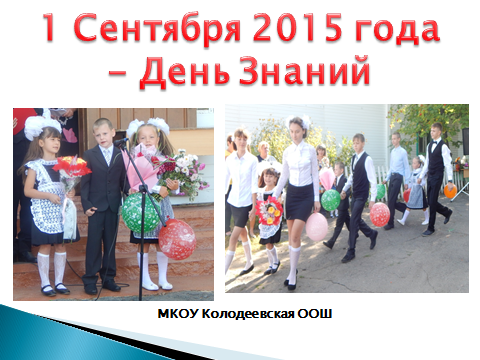 1 Сентября 2015 года
– День Знаний
МКОУ Колодеевская ООШ